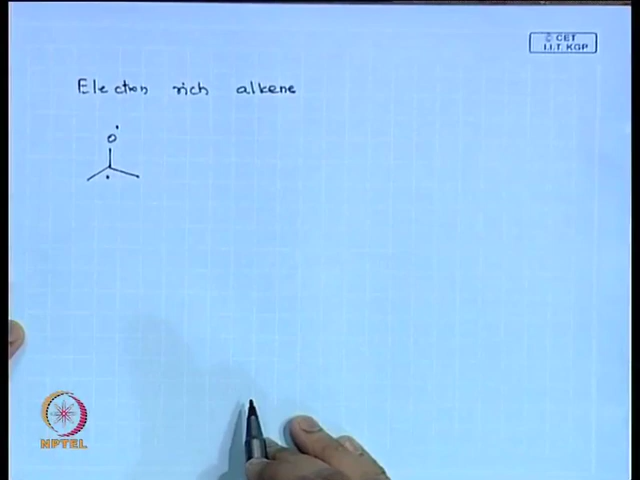 © CET
I.I.T. KGP
Electron rich alkene
O
NPTEL